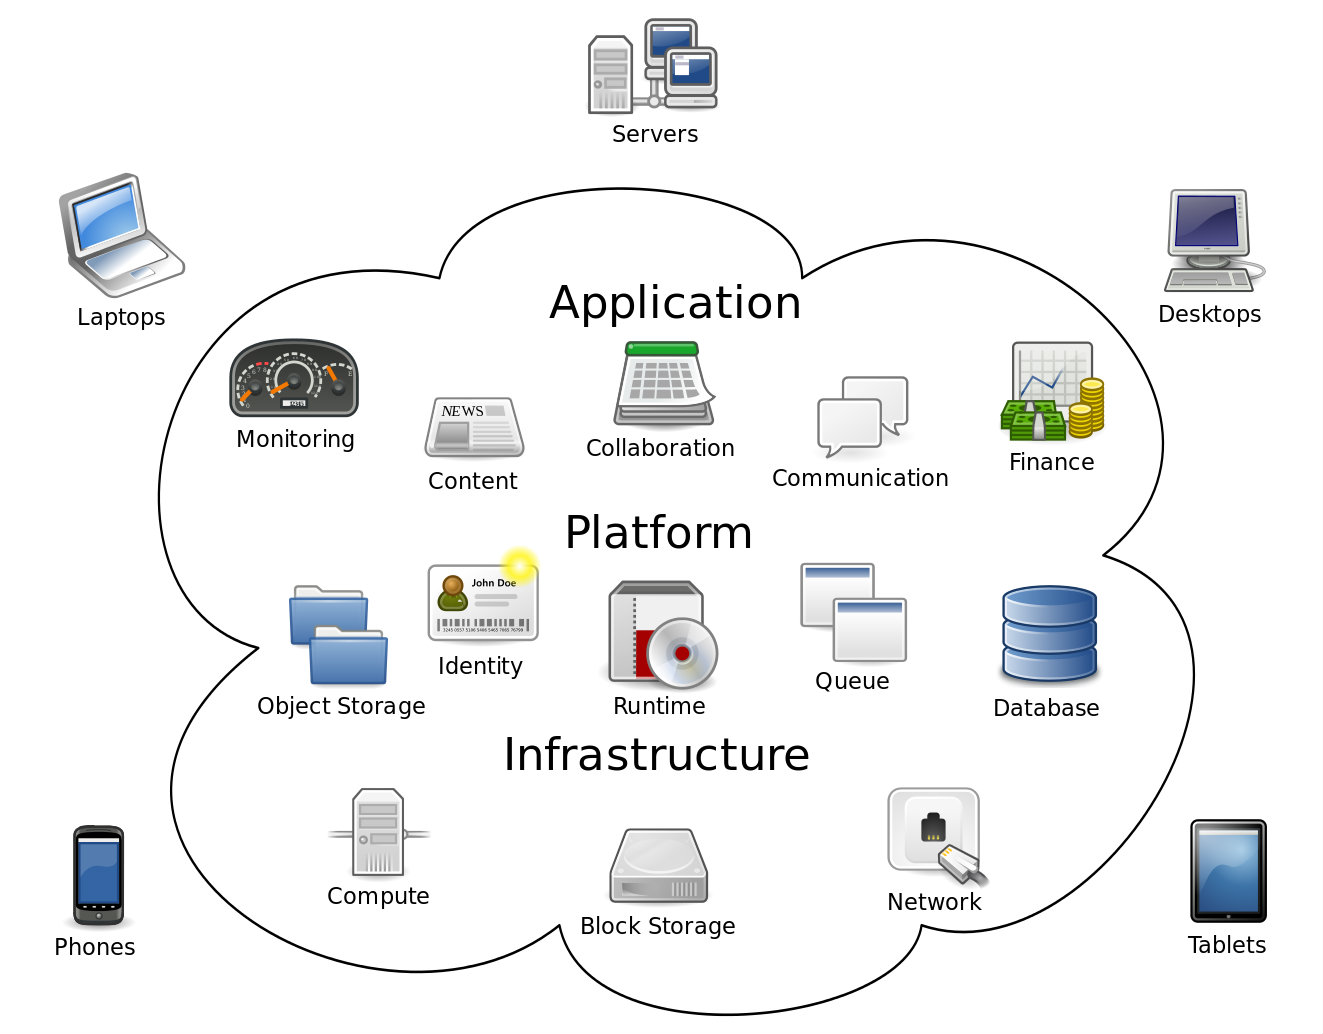 Servers
Laptops
Desktops
Application
Monitoring
NEWS
Content
Collaboration
Communication
Finance
Platform
John Doe
Object Storage
Identity
Runtime
Queue
Database
Infrastructure
Compute
Block Storage
Network
Phones
Tablets